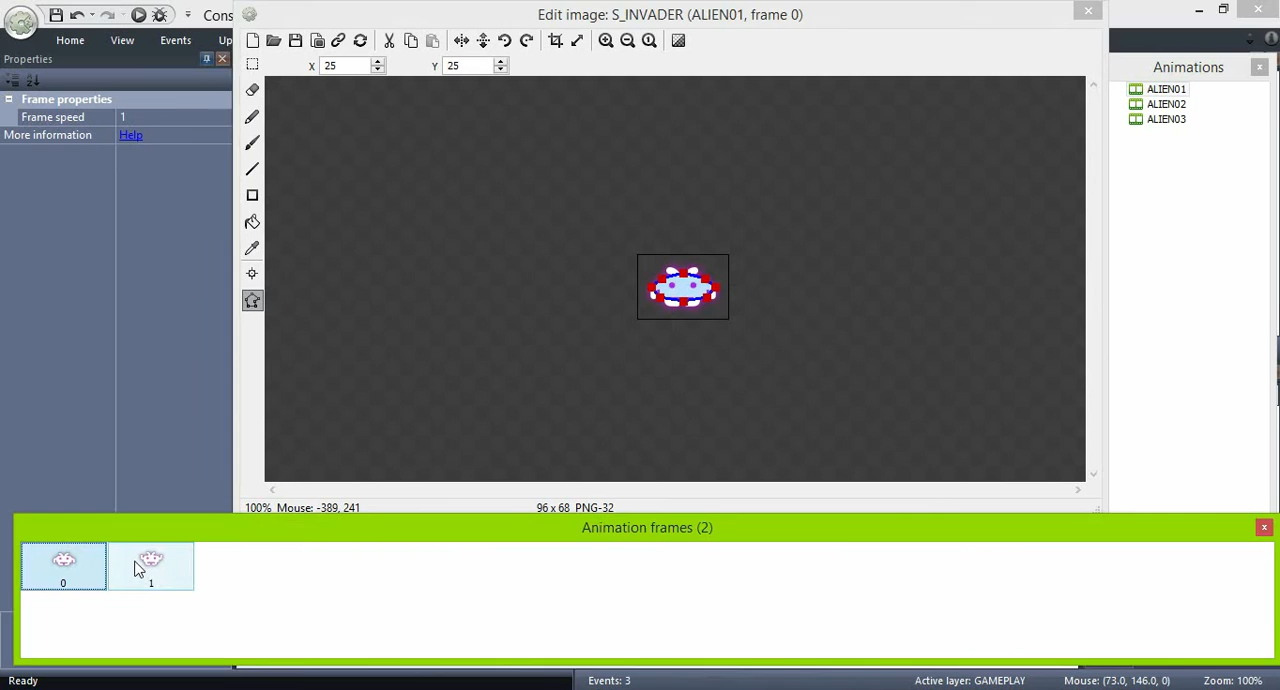 Cons
Edit image: S_INVADER (ALIEN01, frame 0)
Home View Events Up
Properties
X 25 Y 25
Animations
Frame properties
Frame speed 1
More information Help
ALIEN01
ALIEN02
ALIEN03
100% Mouse: -389, 241 96 x 68 PNG-32
Animation frames (2)
0 1
Ready Events: 3 Active layer: GAMEPLAY Mouse: (73.0, 146.0, 0) Zoom: 100%